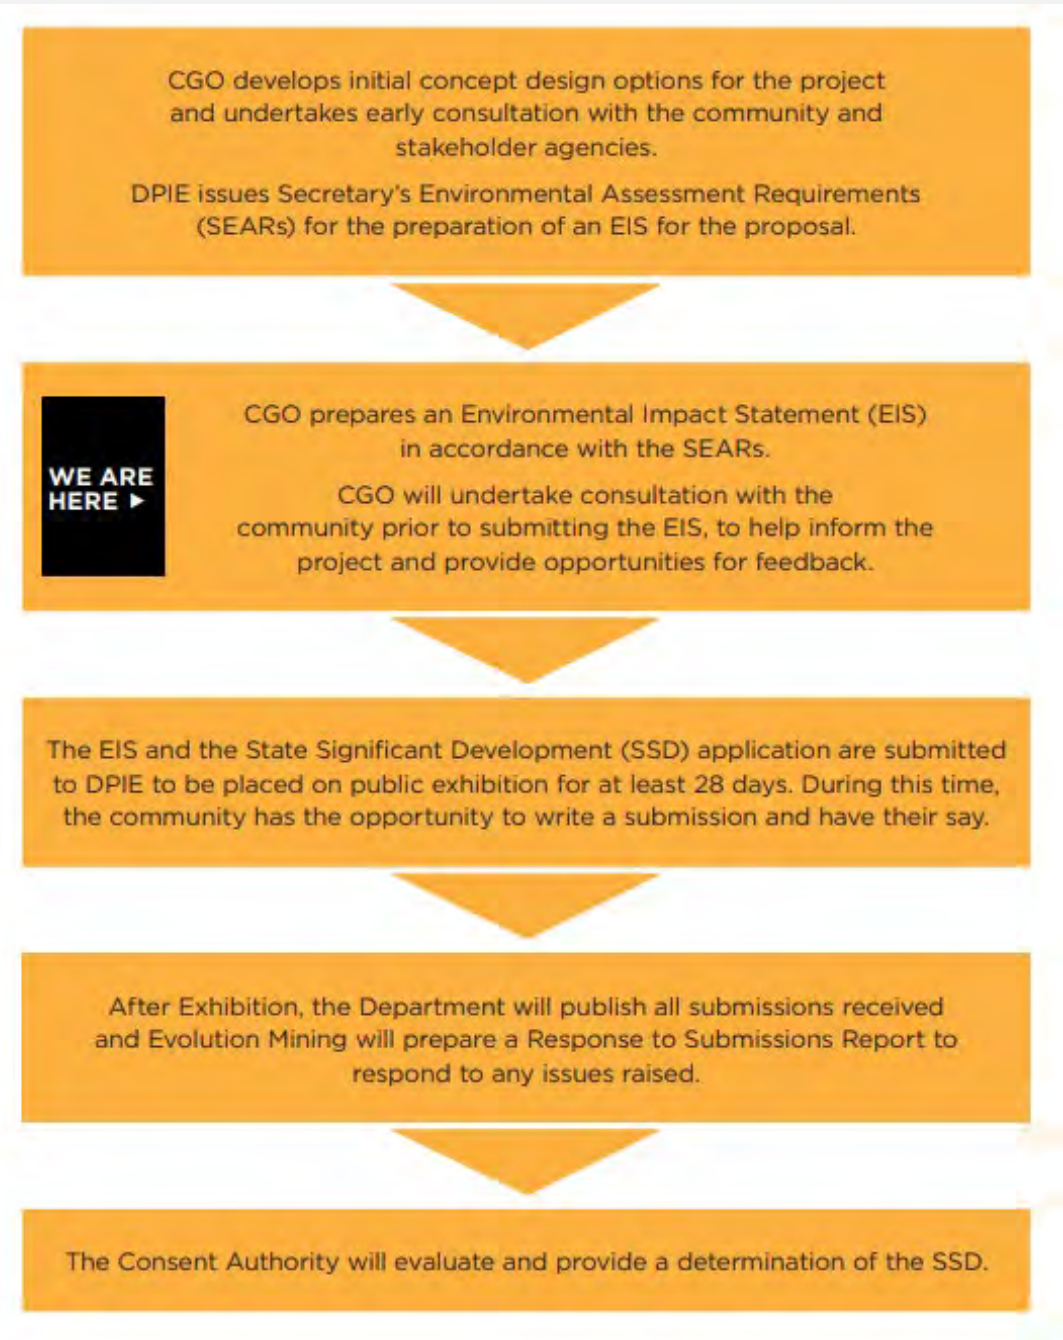 CGO develops initial concept design options for the project
and undertakes early consultation with the community and
stakeholder agencies.
DPIE issues Secretary's Environmental Assessment Requirements
(SEARs) for the preparation of an EIS for the proposal.
WE ARE
HERE ►
CGO prepares an Environmental Impact Statement (EIS)
in accordance with the SEARs.
CGO will undertake consultation with the
community prior to submitting the EIS, to help inform the
project and provide opportunities for feedback.
The EIS and the State Significant Development (SSD) application are submitted
to DPIE to be placed on public exhibition for at least 28 days. During this time,
the community has the opportunity to write a submission and have their say.
After Exhibition, the Department will publish all submissions received
and Evolution Mining will prepare a Response to Submissions Report to
respond to any issues raised.
The Consent Authority will evaluate and provide a determination of the SSD.